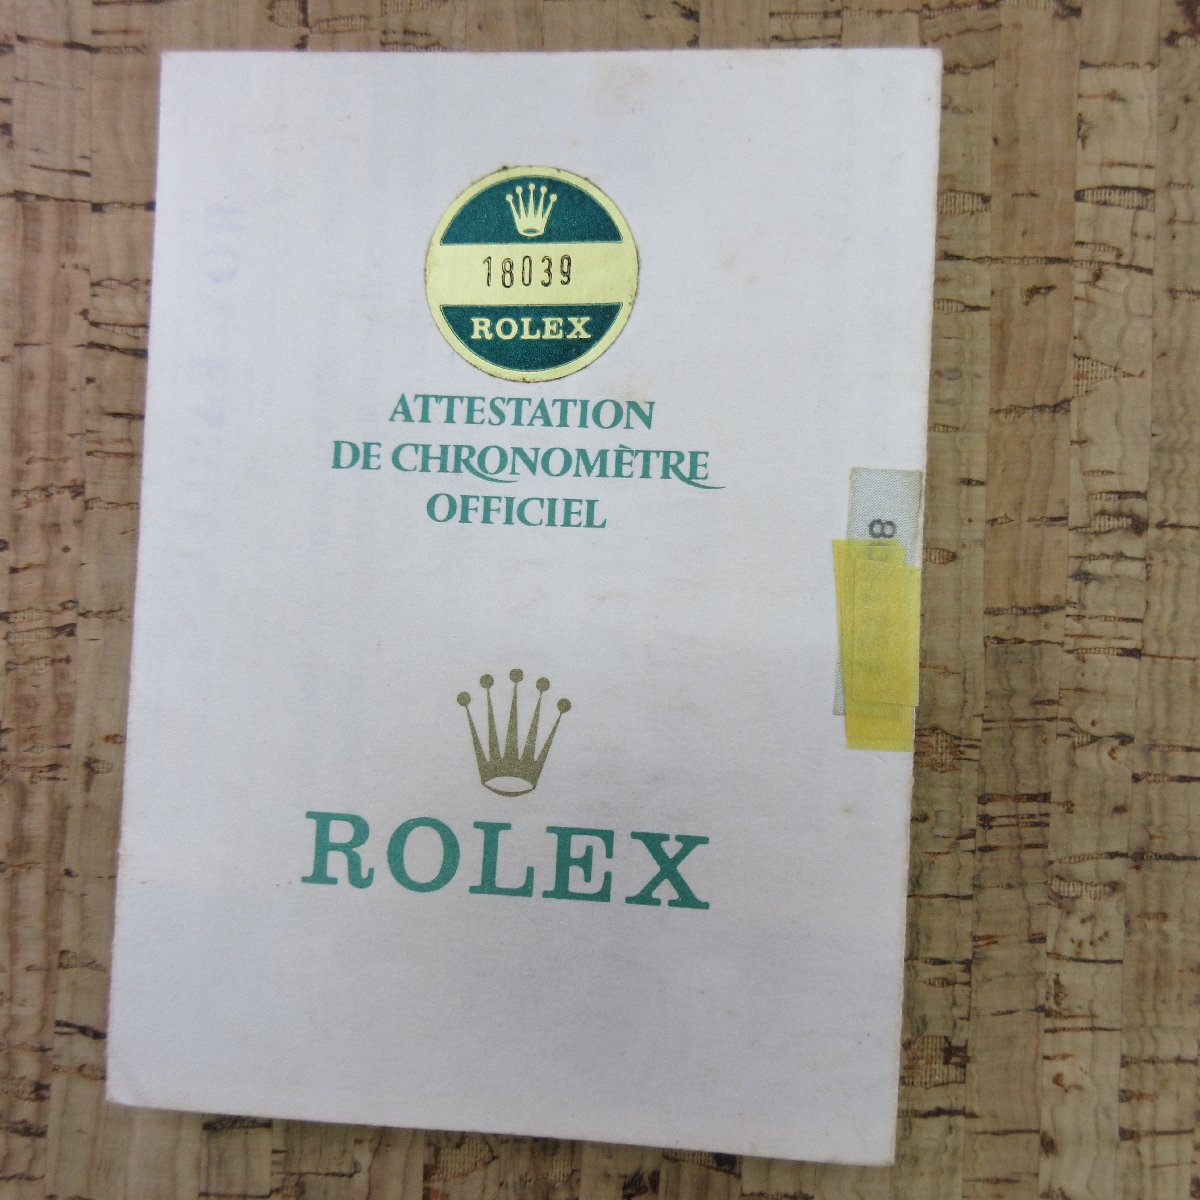 18039
ROLEX
ATTESTATION
DE CHRONOMÈTRE
OFFICIEL
ROLEX